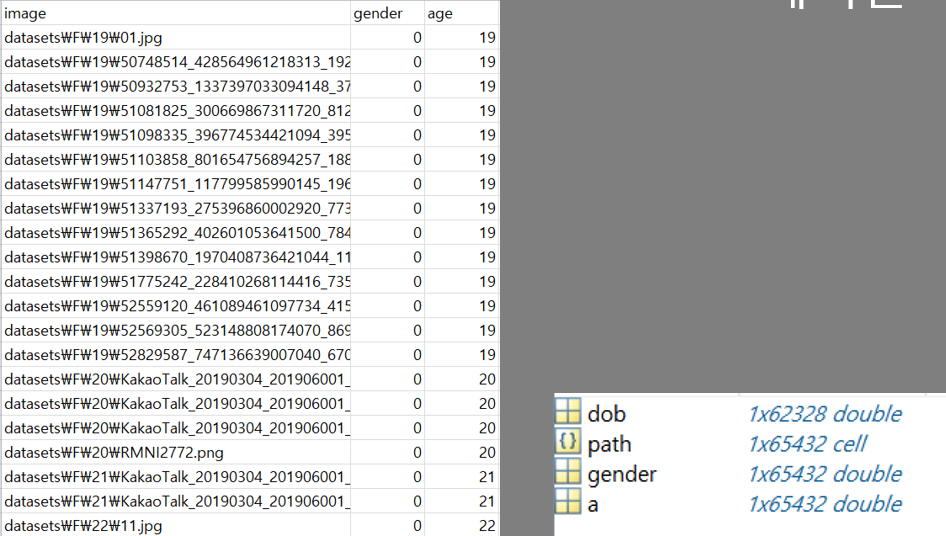 image gender age
datasets₩F₩19₩01.jpg 0 19
datasets₩F₩19₩50748514_428564961218313_192 0 19
datasets₩F₩19₩50932753_1337397033094148_37 0 19
datasets₩F₩19₩51081825_300669867311720_812 0 19
datasets₩F₩19₩51098335_396774534421094_395 0 19
datasets₩F₩19₩51103858_801654756894257_188 0 19
datasets₩F₩19₩51147751_117799585990145_196 0 19
datasets₩F₩19₩51337193_275396860002920_773 0 19
datasets₩F₩19₩51365292_402601053641500_784 0 19
datasets₩F₩19₩51398670_1970408736421044_11 0 19
datasets₩F₩19₩51775242_228410268114416_735 0 19
datasets₩F₩19₩52559120_461089461097734_415 0 19
datasets₩F₩19₩52569305_523148808174070_869 0 19
datasets₩F₩19₩52829587_747136639007040_670 0 19
datasets₩F₩20₩KakaoTalk_20190304_201906001_ 0 20
datasets₩F₩20₩KakaoTalk_20190304_201906001_ 0 20
datasets₩F₩20₩KakaoTalk_20190304_201906001_ 0 20
datasets₩F₩20₩RMNI2772.png 0 20
datasets₩F₩21₩KakaoTalk_20190304_201906001_ 0 21
datasets₩F₩21₩KakaoTalk_20190304_201906001_ 0 21
datasets₩F₩22₩11.jpg 0 22
dob 1x62328 double
path 1x65432 cell
gender 1x65432 double
a 1x65432 double